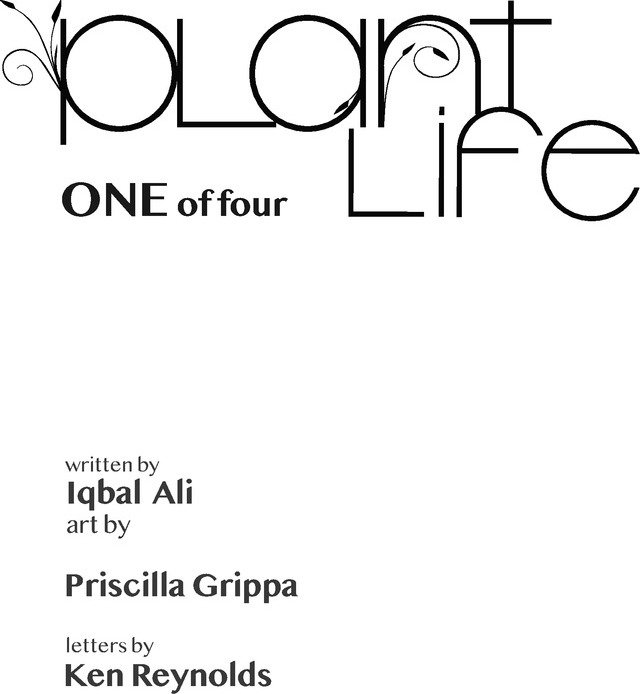 plant
Life
ONE of four
written by
Iqbal Ali
art by
Priscilla Grippa
letters by
Ken Reynolds